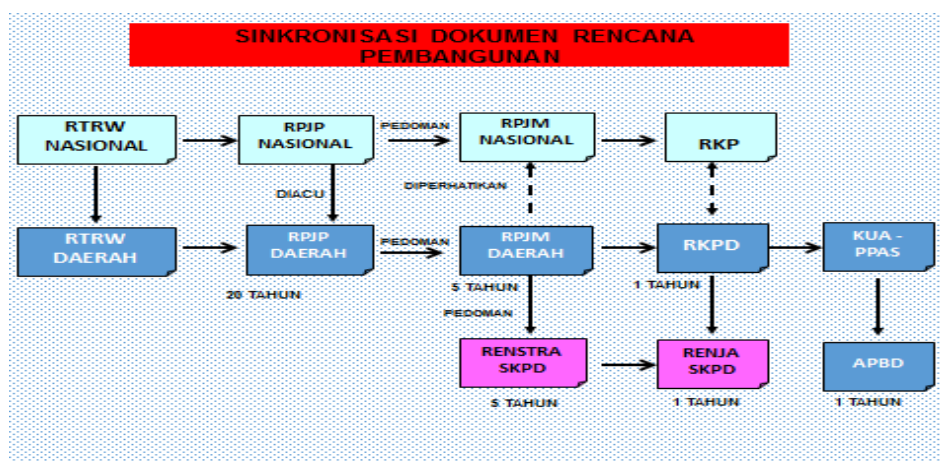 SINKRONISASI DOKUMEN RENCANA
PEMBANGUNAN
RTRW
NASIONAL
RPJP
NASIONAL
PEDOMAN
RPJM
NASIONAL
RKP
DIACU
DIPERHATIKAN
RTRW
DAERAH
RPJP
DAERAH
PEDOMAN
RPJM
DAERAH
RKPD
KUA -
PPAS
20 TAHUN
5 TAHUN
1 TAHUN
PEDOMAN
RENSTRA
SKPD
RENJA
SKPD
APBD
5 TAHUN
1 TAHUN
1 TAHUN